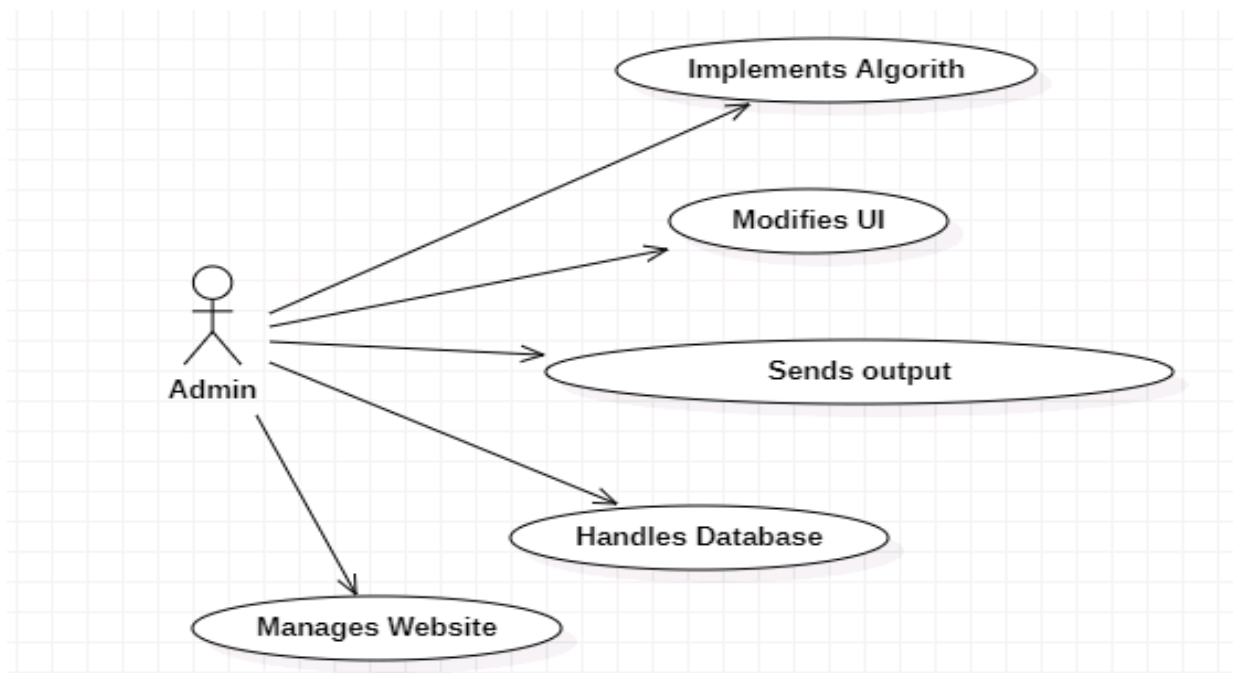 Implements Algorith
Modifies UI
Admin
Sends output
Handles Database
Manages Website